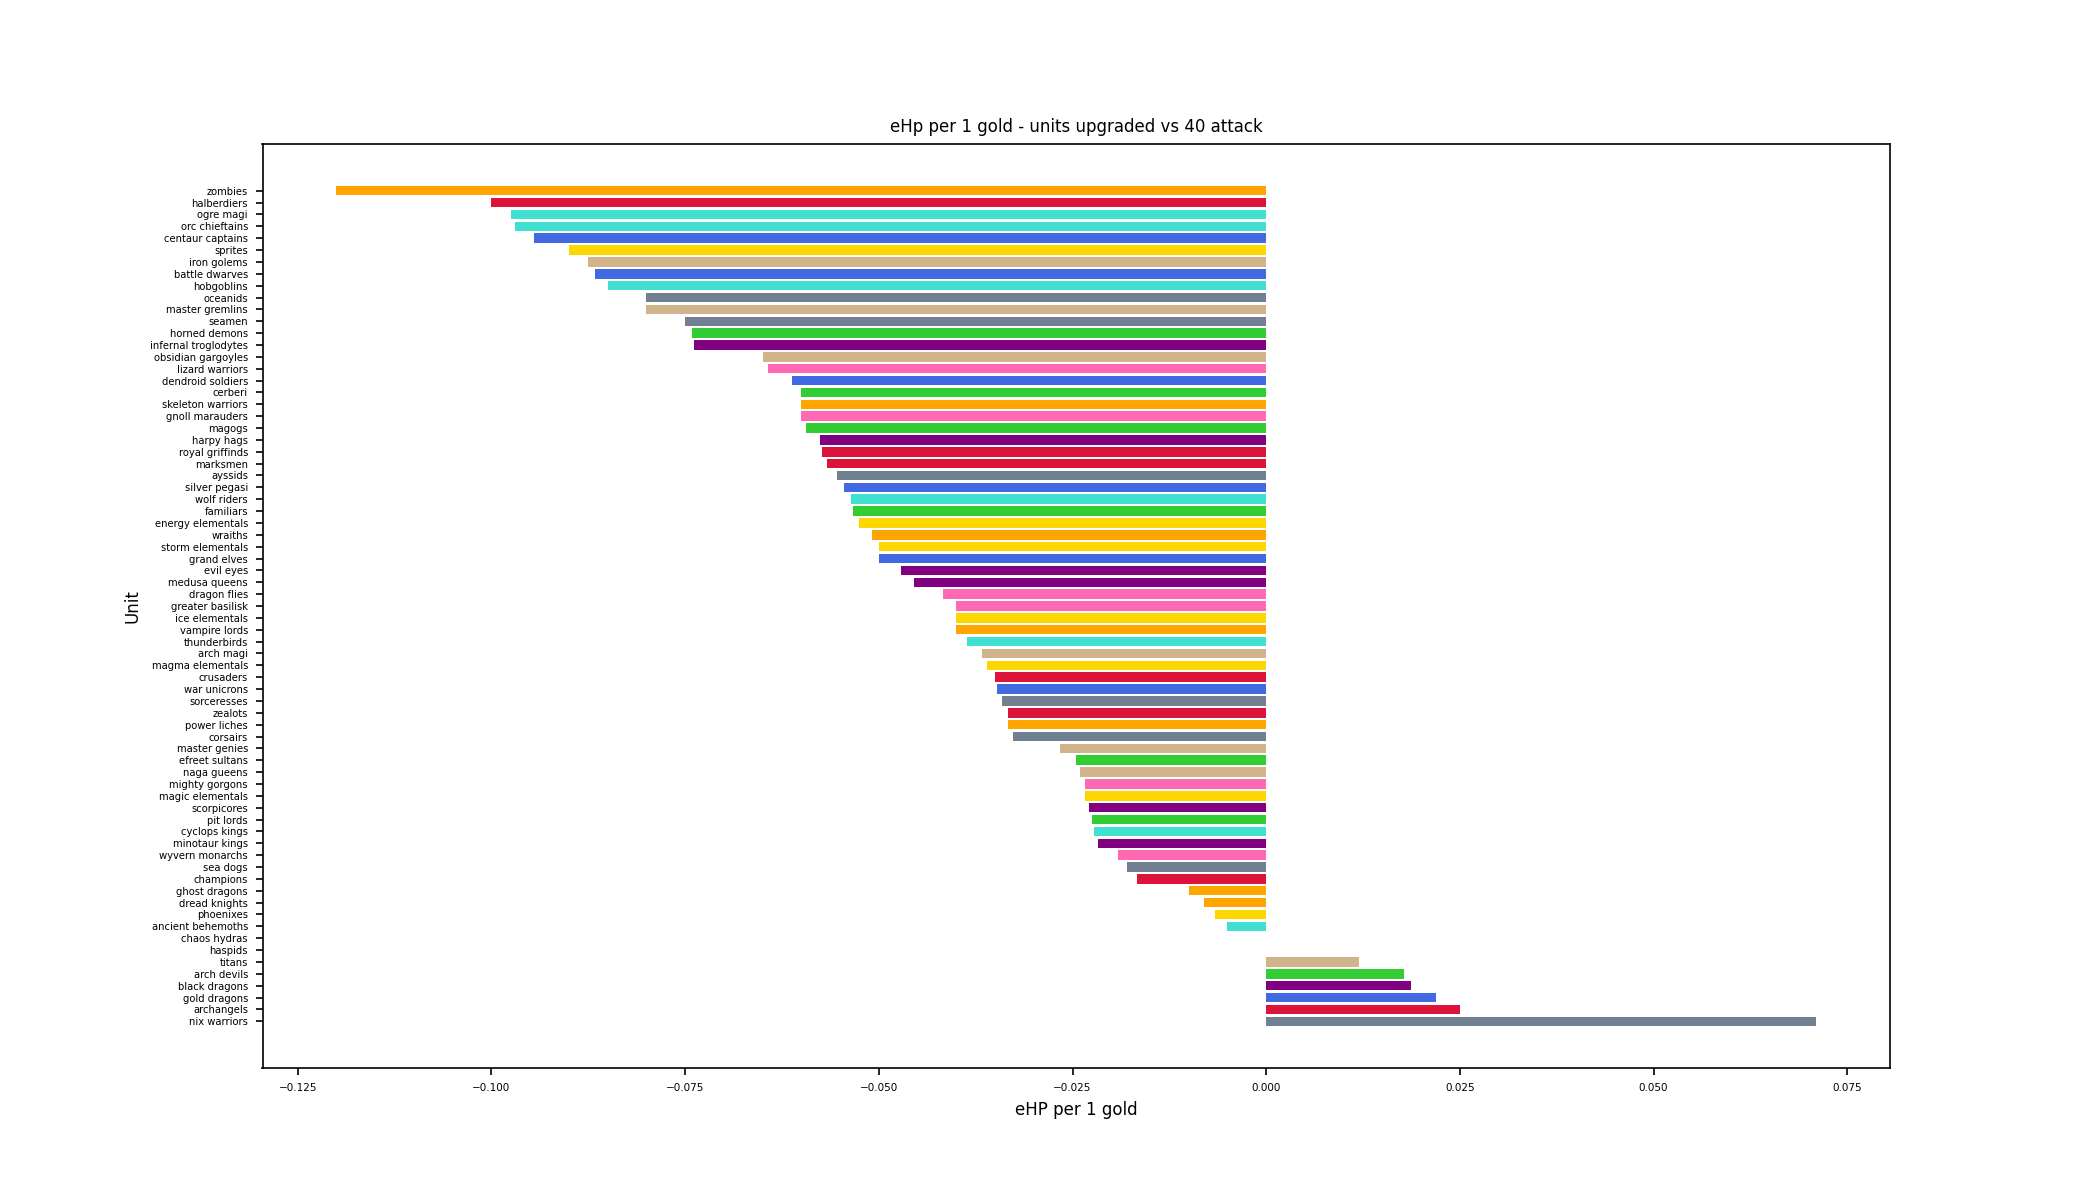 eHp per 1 gold - units upgraded vs 40 attack
zombies
halberdiers
ogre magi
orc chieftains
centaur captains
sprites
iron golems
battle dwarves
hobgoblins
oceanids
master gremlins
seamen
horned demons
infernal troglodytes
obsidian gargoyles
lizard warriors
dendroid soldiers
cerberi
skeleton warriors
gnoll marauders
magogs
harpy hags
royal griffinds
marksmen
ayssids
silver pegasi
wolf riders
familiars
energy elementals
wraiths
storm elementals
grand elves
evil eyes
medusa queens
dragon flies
greater basilisk
ice elementals
vampire lords
thunderbirds
arch magi
magma elementals
crusaders
war unicrons
sorceresses
zealots
power liches
corsairs
master genies
efreet sultans
naga gueens
mighty gorgons
magic elementals
scorpicores
pit lords
cyclops kings
minotaur kings
wyvern monarchs
sea dogs
champions
ghost dragons
dread knights
phoenixes
ancient behemoths
chaos hydras
haspids
titans
arch devils
black dragons
gold dragons
archangels
nix warriors
Unit
−0.125 −0.100 −0.075 −0.050 −0.025 0.000 0.025 0.050 0.075
eHP per 1 gold